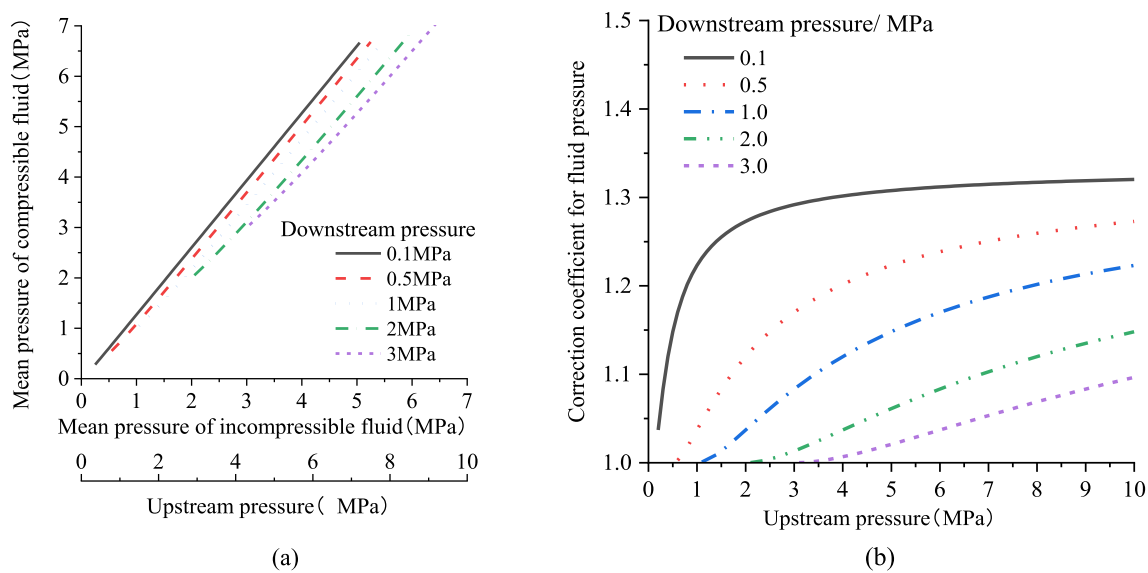 7
6
5
4
3
2
1
0
Mean pressure of compressible fluid(MPa)
Downstream pressure
0.1MPa
0.5MPa
1MPa
2MPa
3MPa
0 1 2 3 4 5 6 7
Mean pressure of incompressible fluid(MPa)
0 2 4 6 8 10
Upstream pressure( MPa)
(a)
1.5
1.4
1.3
1.2
1.1
1.0
Correction coefficient for fluid pressure
Downstream pressure/ MPa
0.1
0.5
1.0
2.0
3.0
0 1 2 3 4 5 6 7 8 9 10
Upstream pressure(MPa)
(b)